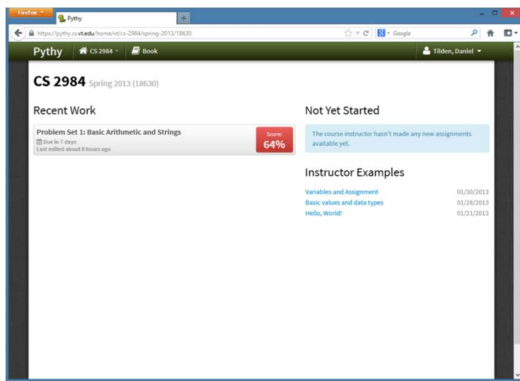 Firefox
Pythy
https://pythy.cs.vt.edu/home/vt/cs-2984/spring-2013/18630
Google
Pythy
CS 2984
Book
Tilden, Daniel
CS 2984 Spring 2013 (18630)
Recent Work
Problem Set 1: Basic Arithmetic and Strings
Due in 7 days
Last edited about 8 hours ago
Score:
64%
Not Yet Started
The course instructor hasn't made any new assignments
available yet.
Instructor Examples
Variables and Assignment 01/30/2013
Basic values and data types 01/28/2013
Hello, World! 01/21/2013